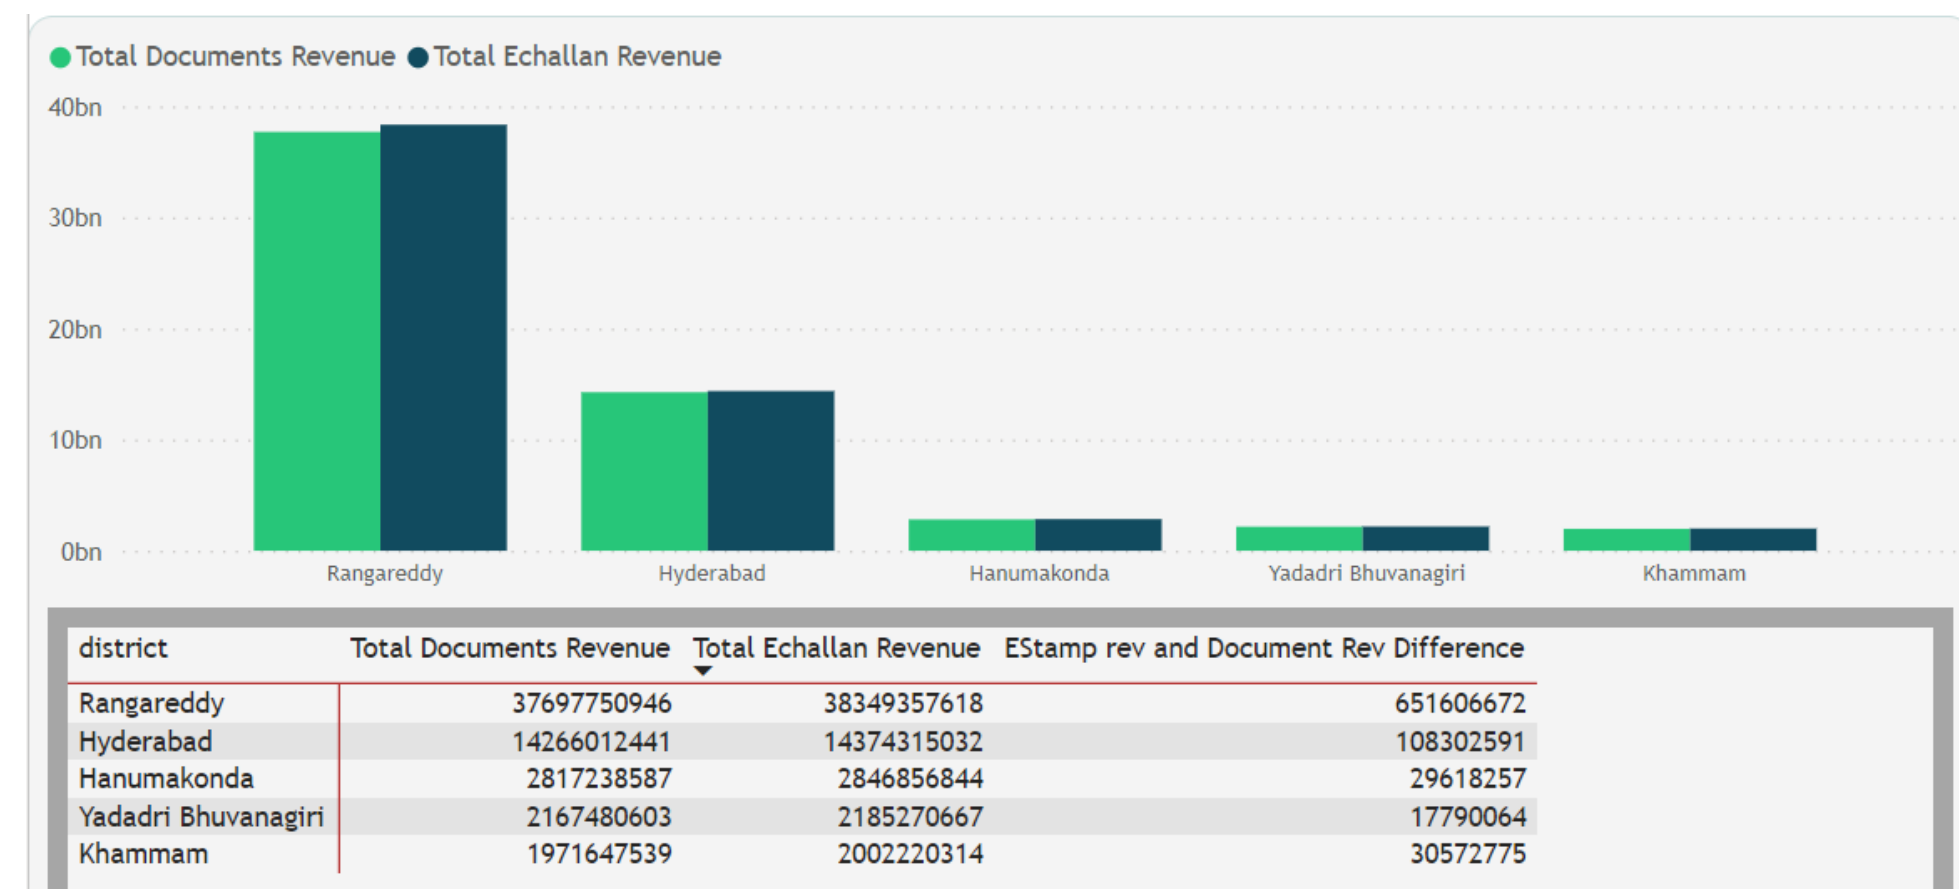 Total Documents Revenue Total Echallan Revenue
40bn
30bn
20bn
10bn
0bn
Rangareddy Hyderabad Hanumakonda Yadadri Bhuvanagiri Khammam
district Total Documents Revenue Total Echallan Revenue EStamp rev and Document Rev Difference
Rangareddy 37697750946 38349357618 651606672
Hyderabad 14266012441 14374315032 108302591
Hanumakonda 2817238587 2846856844 29618257
Yadadri Bhuvanagiri 2167480603 2185270667 17790064
Khammam 1971647539 2002220314 30572775